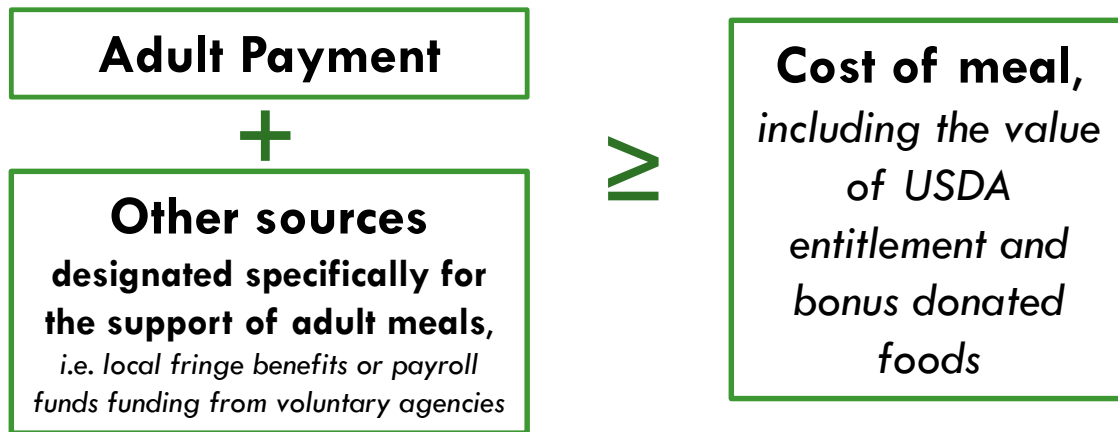 Adult Payment
+
Other sources
designated specifically for
the support of adult meals,
i.e. local fringe benefits or payroll
funds funding from voluntary agencies
≥
Cost of meal,
including the value
of USDA
entitlement and
bonus donated
foods